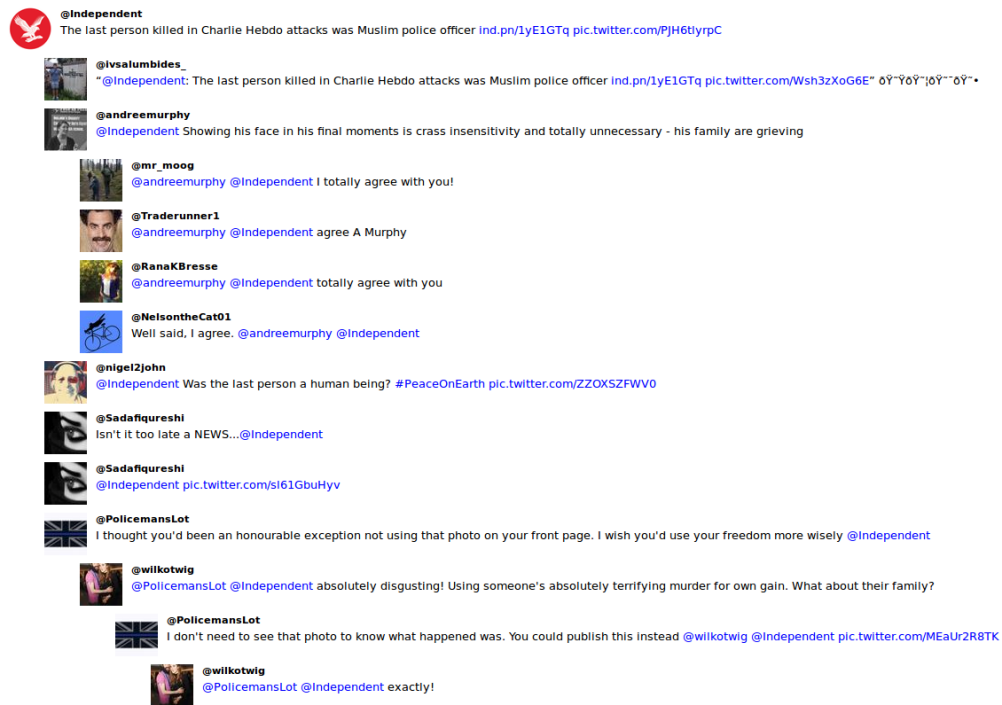 @Independent
The last person killed in Charlie Hebdo attacks was Muslim police officer ind.pn/1yE1GTq pic.twitter.com/PJH6tIyrpC
@ivsalumbides_
“@Independent: The last person killed in Charlie Hebdo attacks was Muslim police officer ind.pn/1yE1GTq pic.twitter.com/Wsh3zXoG6E” ðŸ˜ŸðŸ˜¦ðŸ˜¯ðŸ˜•
@andreemurphy
@Independent Showing his face in his final moments is crass insensitivity and totally unnecessary - his family are grieving
@mr_moog
@andreemurphy @Independent I totally agree with you!
@Traderunner1
@andreemurphy @Independent agree A Murphy
@RanaKBresse
@andreemurphy @Independent totally agree with you
@NelsontheCat01
Well said, I agree. @andreemurphy @Independent
@nigel2john
@Independent Was the last person a human being? #PeaceOnEarth pic.twitter.com/ZZOXSZFWV0
@Sadafiqureshi
Isn't it too late a NEWS...@Independent
@Sadafiqureshi
@Independent pic.twitter.com/sl61GbuHyv
@PolicemansLot
I thought you'd been an honourable exception not using that photo on your front page. I wish you'd use your freedom more wisely @Independent
@wilkotwig
@PolicemansLot @Independent absolutely disgusting! Using someone's absolutely terrifying murder for own gain. What about their family?
@PolicemansLot
I don't need to see that photo to know what happened was. You could publish this instead @wilkotwig @Independent pic.twitter.com/MEaUr2R8TK
@wilkotwig
@PolicemansLot @Independent exactly!